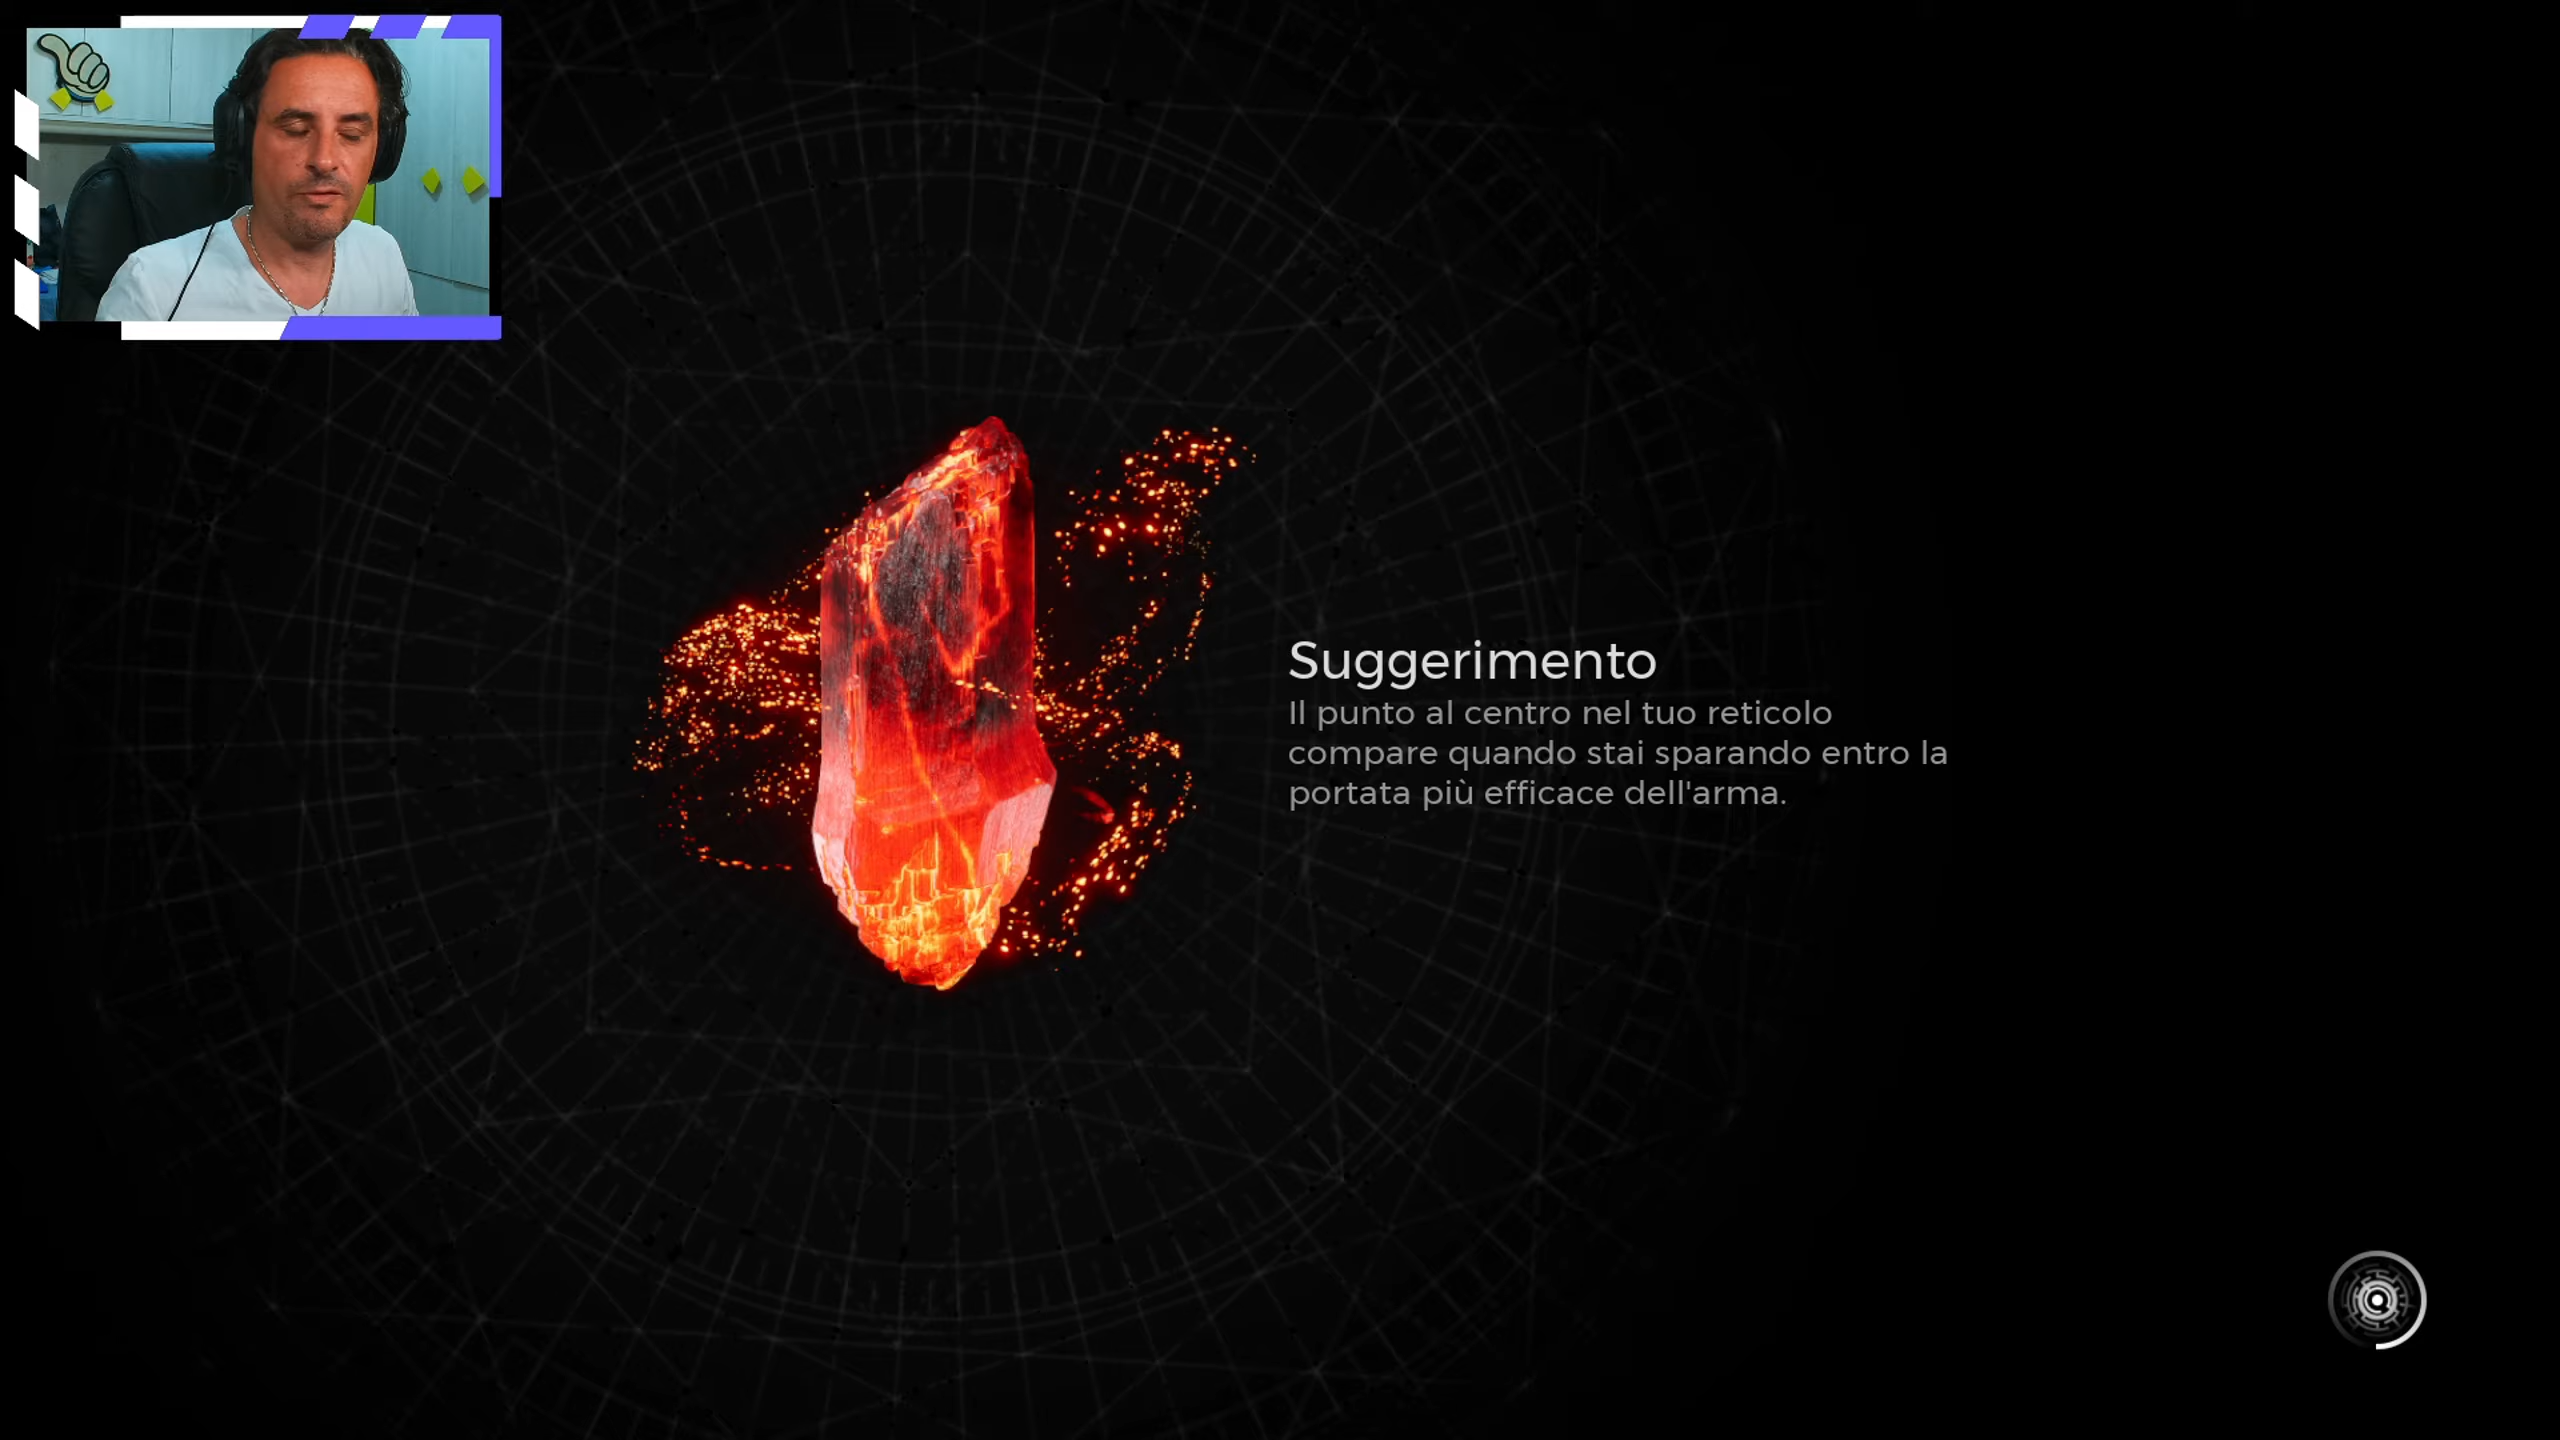 Suggerimento
Il punto al centro nel tuo reticolo
compare quando stai sparando entro la
portata più efficace dell'arma.